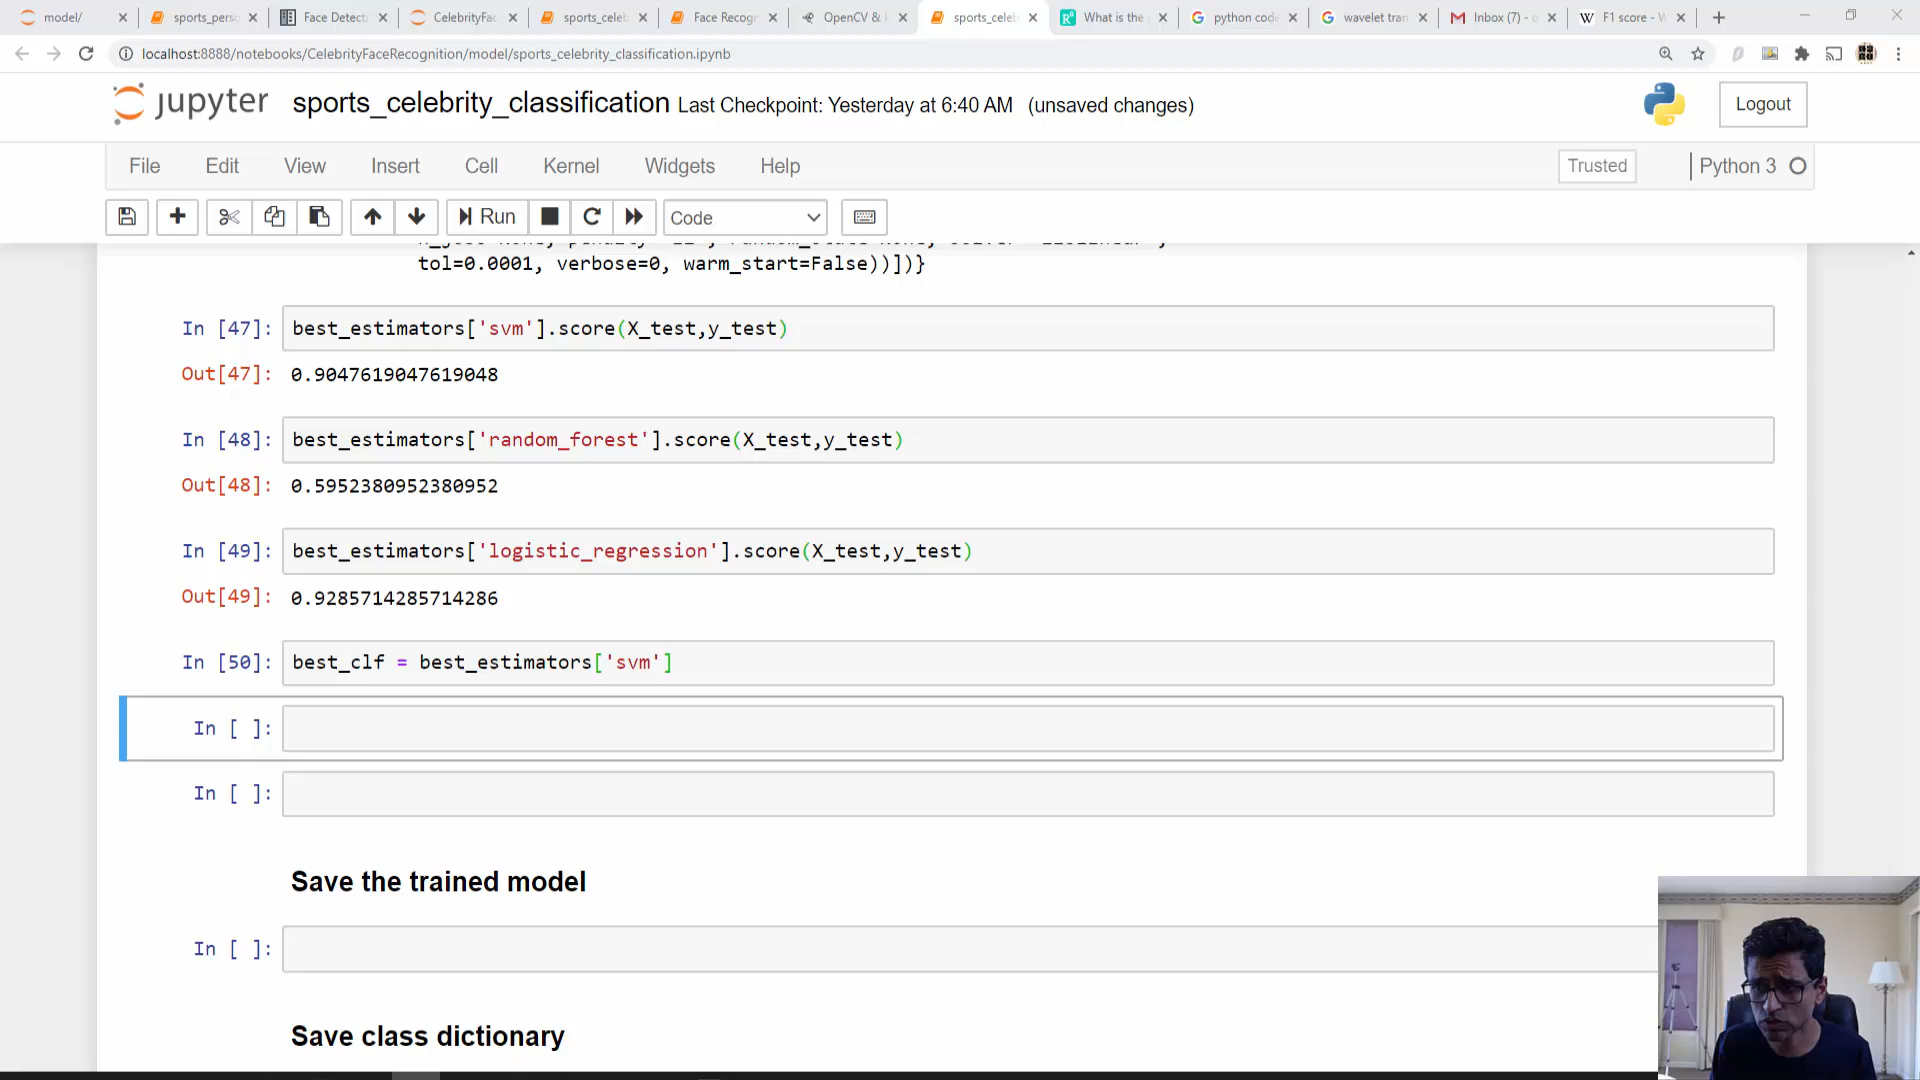 model/
sports_pers
Face Detecti
CelebrityFac
sports_celeb
Face Recogn
OpenCV &
sports_celeb
What is the
python code
wavelet tran
Inbox (7) -
F1 score - W
localhost:8888/notebooks/CelebrityFaceRecognition/model/sports_celebrity_classification.ipynb
jupyter sports_celebrity_classification Last Checkpoint: Yesterday at 6:40 AM (unsaved changes)
Logout
File Edit View Insert Cell Kernel Widgets Help
Trusted
Python 3
Run
Code
tol=0.0001, verbose=0, warm_start=False))])}
In [47]: best_estimators['svm'].score(X_test,y_test)
Out[47]: 0.9047619047619048
In [48]: best_estimators['random_forest'].score(X_test,y_test)
Out[48]: 0.5952380952380952
In [49]: best_estimators['logistic_regression'].score(X_test,y_test)
Out[49]: 0.9285714285714286
In [50]: best_clf = best_estimators['svm']
In [ ]:
In [ ]:
Save the trained model
In [ ]:
Save class dictionary